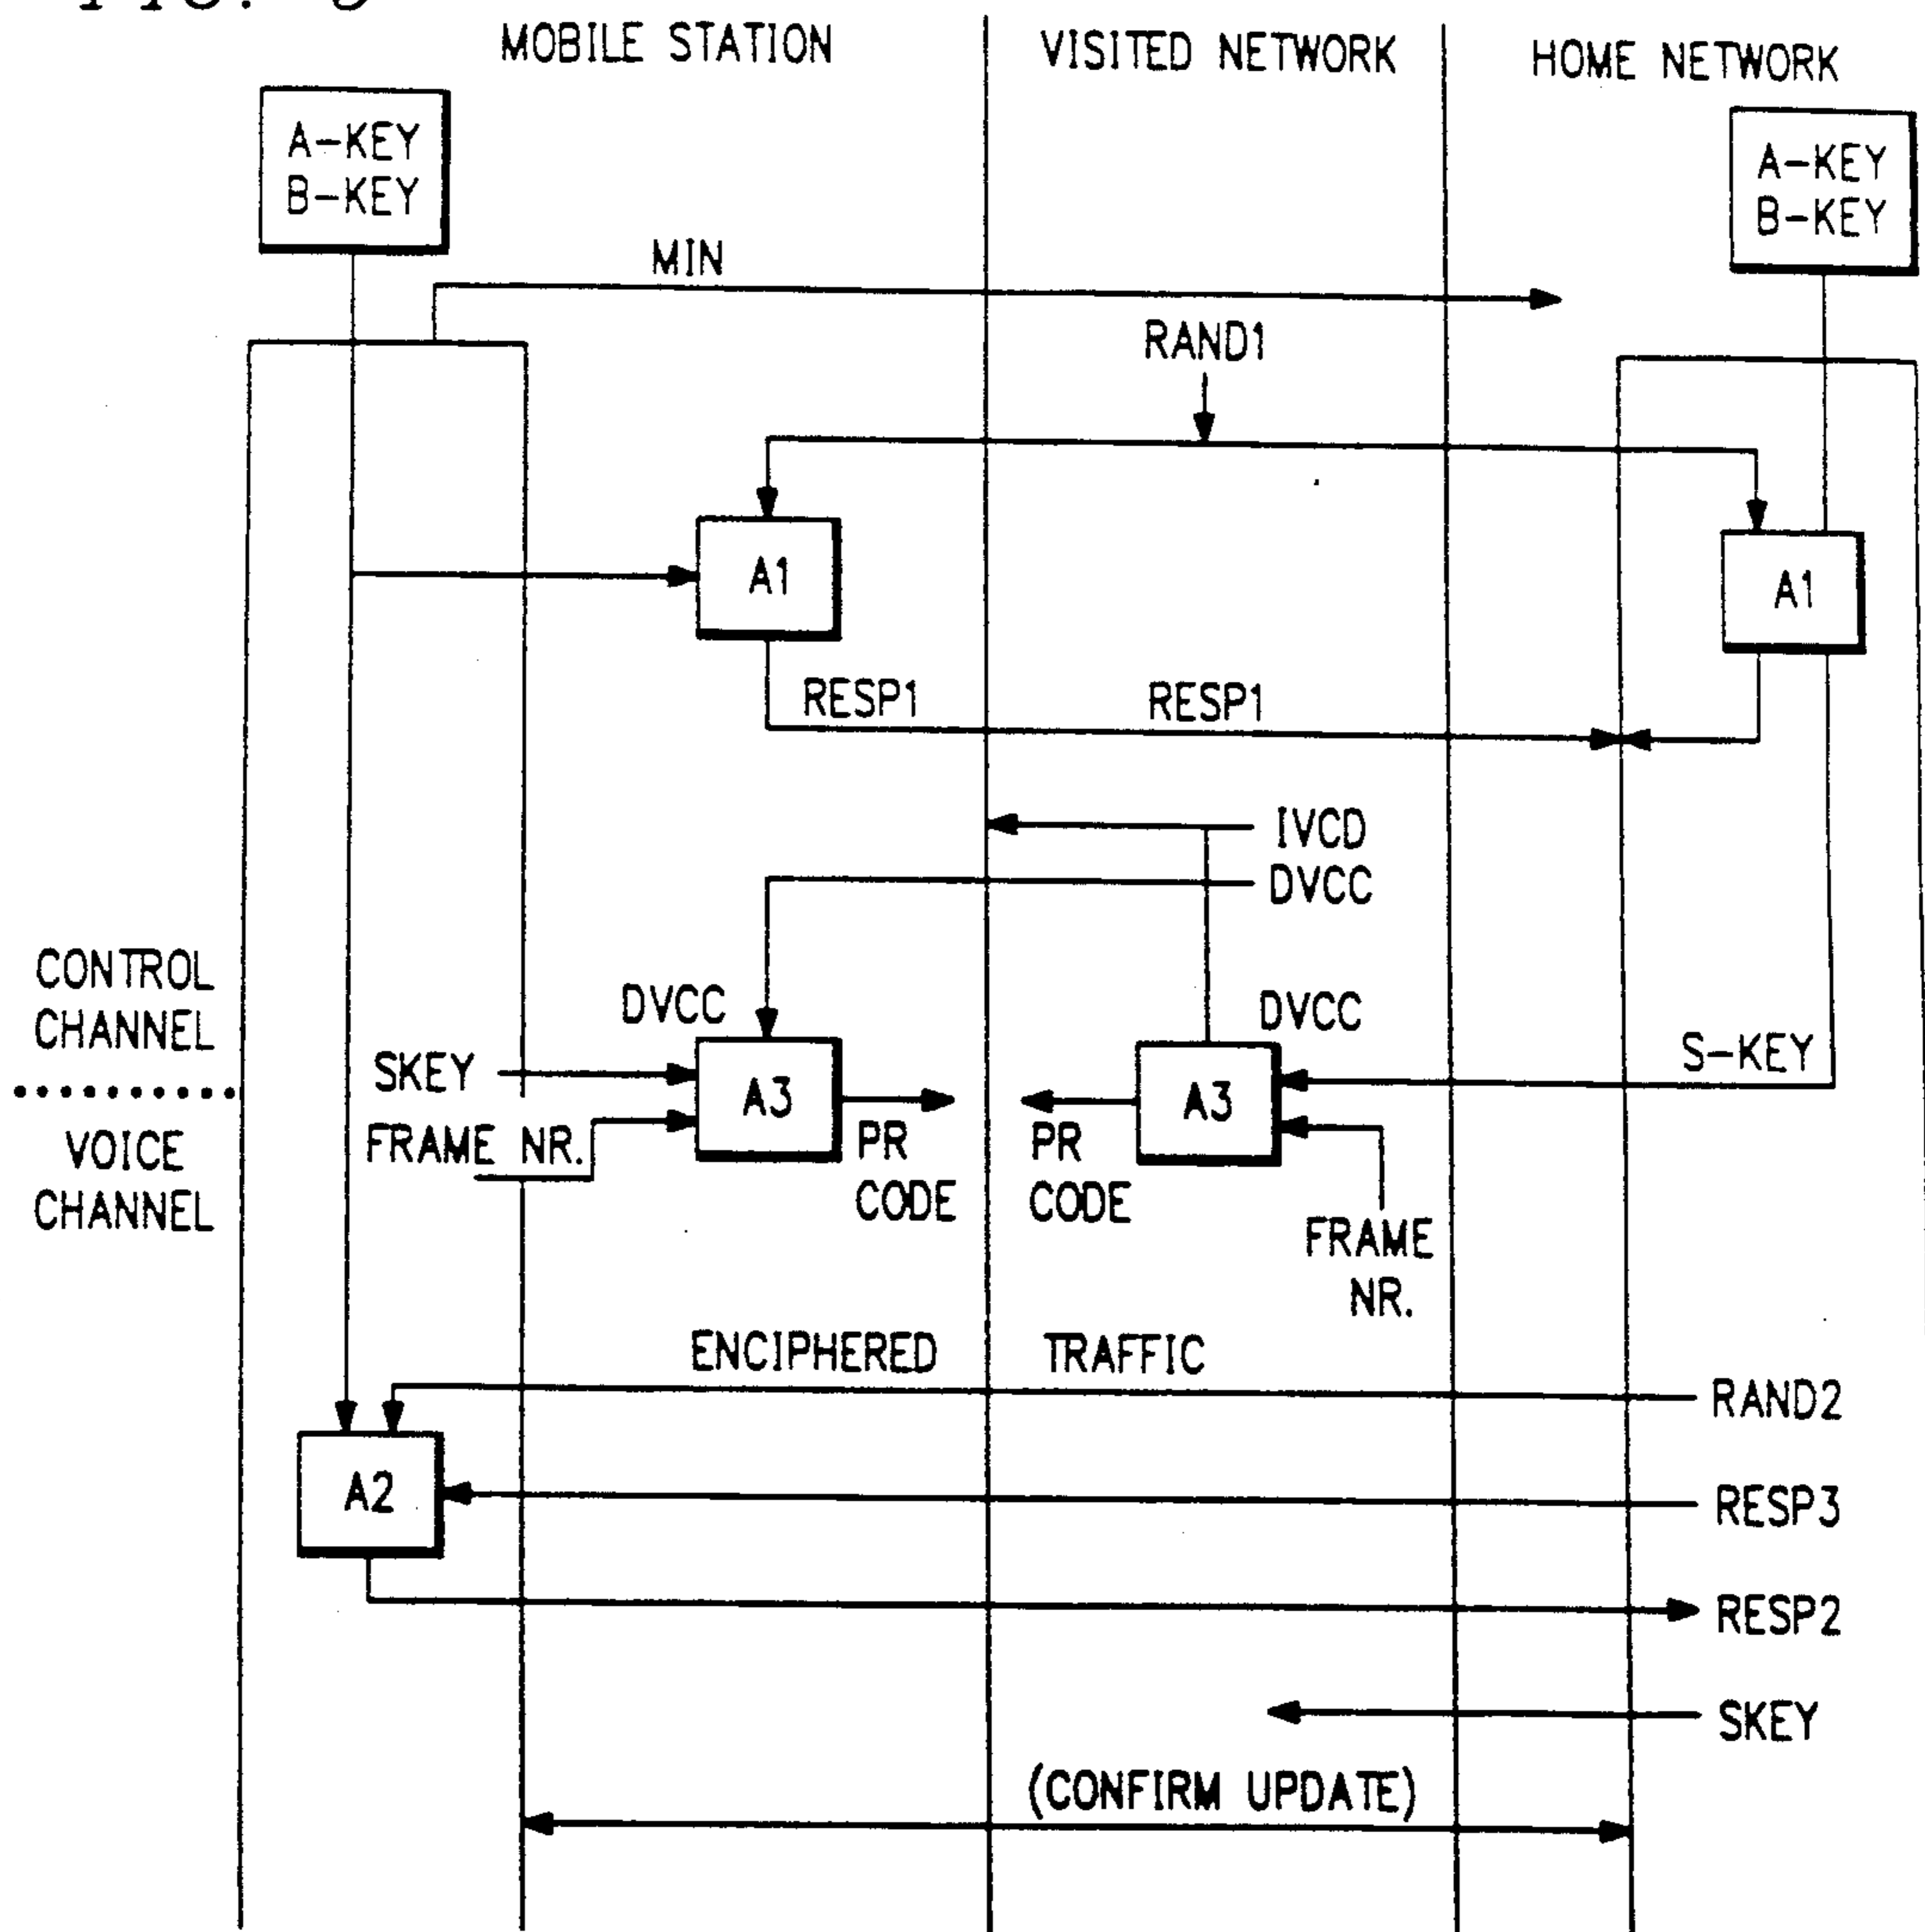 MOBILE STATION
VISITED NETWORK
HOME NETWORK
A-KEY
B-KEY
A-KEY
B-KEY
MIN
RAND1
A1
A1
RESP1
RESP1
IVCD
DVCC
CONTROL
CHANNEL
VOICE
CHANNEL
DVCC
DVCC
SKEY
S-KEY
A3
A3
FRAME NR.
PR
CODE
PR
CODE
FRAME
NR.
ENCIPHERED TRAFFIC
RAND2
A2
RESP3
RESP2
SKEY
(CONFIRM UPDATE)